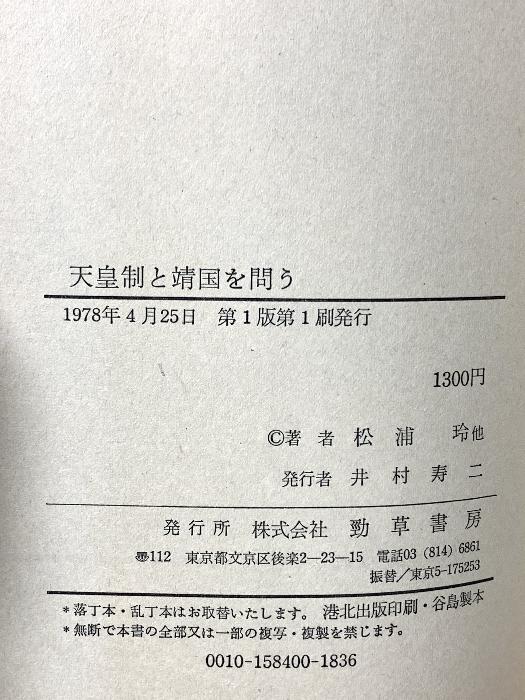 天皇制と靖国を問う
1978年4月25日 第1版第1刷発行
1300円
©著者 松浦 玲他
発行者 井村寿二
発行所 株式会社 勁草書房
〠112 東京都文京区後楽2—23—15 電話03(814)6861
振替/東京5-175253
*落丁本・乱丁本はお取替いたします。 港北出版印刷・谷島製本
*無断で本書の全部又は一部の複写・複製を禁じます。
0010-158400-1836